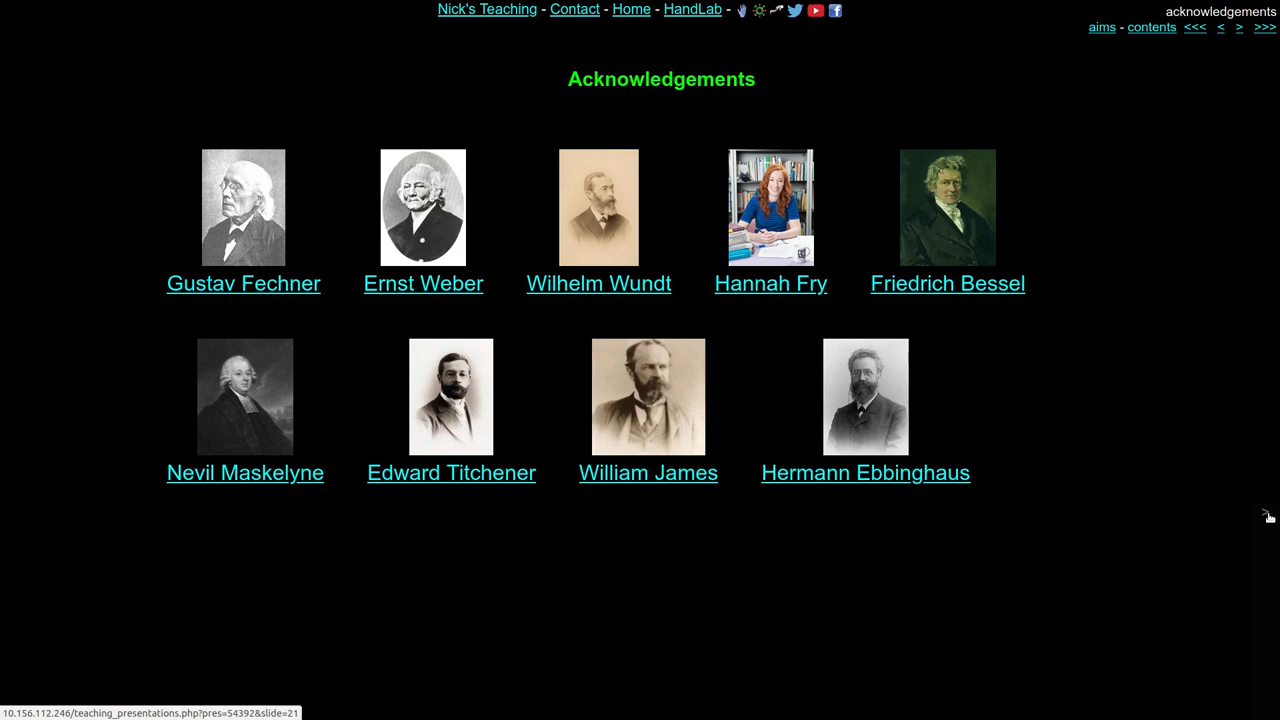 Nick's Teaching - Contact - Home - HandLab -
acknowledgements
aims - contents <<< < > >>>
Acknowledgements
Gustav Fechner Ernst Weber Wilhelm Wundt Hannah Fry Friedrich Bessel
Nevil Maskelyne Edward Titchener William James Hermann Ebbinghaus
>
10.156.112.246/teaching_presentations.php?pres=54392&slide=21